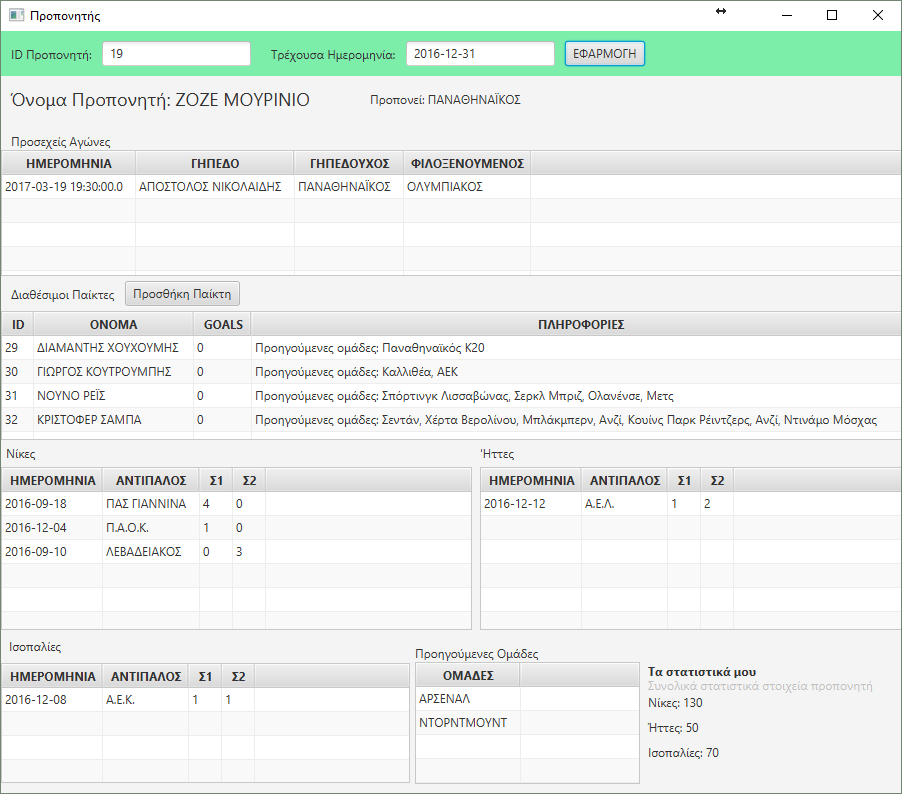 Προπονητής
ID Προπονητή: 19 Τρέχουσα Ημερομηνία: 2016-12-31 ΕΦΑΡΜΟΓΗ
Όνομα Προπονητή: ΖΟΖΕ ΜΟΥΡΙΝΙΟ Προπονεί: ΠΑΝΑΘΗΝΑΪΚΟΣ
Προσεχείς Αγώνες
ΗΜΕΡΟΜΗΝΙΑ ΓΗΠΕΔΟ ΓΗΠΕΔΟΥΧΟΣ ΦΙΛΟΞΕΝΟΥΜΕΝΟΣ
2017-03-19 19:30:00.0 ΑΠΟΣΤΟΛΟΣ ΝΙΚΟΛΑΙΔΗΣ ΠΑΝΑΘΗΝΑΪΚΟΣ ΟΛΥΜΠΙΑΚΟΣ
Διαθέσιμοι Παίκτες Προσθήκη Παίκτη
ID ΟΝΟΜΑ GOALS ΠΛΗΡΟΦΟΡΙΕΣ
29 ΔΙΑΜΑΝΤΗΣ ΧΟΥΧΟΥΜΗΣ 0 Προηγούμενες ομάδες: Παναθηναϊκός Κ20
30 ΓΙΩΡΓΟΣ ΚΟΥΤΡΟΥΜΠΗΣ 0 Προηγούμενες ομάδες: Καλλιθέα, ΑΕΚ
31 ΝΟΥΝΟ ΡΕΪΣ 0 Προηγούμενες ομάδες: Σπόρτινγκ Λισσαβώνας, Σερκλ Μπριζ, Ολανένσε, Μετς
32 ΚΡΙΣΤΟΦΕΡ ΣΑΜΠΑ 0 Προηγούμενες ομάδες: Σεντάν, Χέρτα Βερολίνου, Μπλάκμπερν, Ανζί, Κουίνς Παρκ Ρέιντζερς, Ανζί, Ντινάμο Μόσχας
Νίκες
ΗΜΕΡΟΜΗΝΙΑ ΑΝΤΙΠΑΛΟΣ Σ1 Σ2
2016-09-18 ΠΑΣ ΓΙΑΝΝΙΝΑ 4 0
2016-12-04 Π.Α.Ο.Κ. 1 0
2016-09-10 ΛΕΒΑΔΕΙΑΚΟΣ 0 3
Ήττες
ΗΜΕΡΟΜΗΝΙΑ ΑΝΤΙΠΑΛΟΣ Σ1 Σ2
2016-12-12 Α.Ε.Λ. 1 2
Ισοπαλίες
ΗΜΕΡΟΜΗΝΙΑ ΑΝΤΙΠΑΛΟΣ Σ1 Σ2
2016-12-08 Α.Ε.Κ. 1 1
Προηγούμενες Ομάδες
ΟΜΑΔΕΣ
ΑΡΣΕΝΑΛ
ΝΤΟΡΝΤΜΟΥΝΤ
Τα στατιστικά μου
Συνολικά στατιστικά στοιχεία προπονητή
Νίκες: 130
Ήττες: 50
Ισοπαλίες: 70